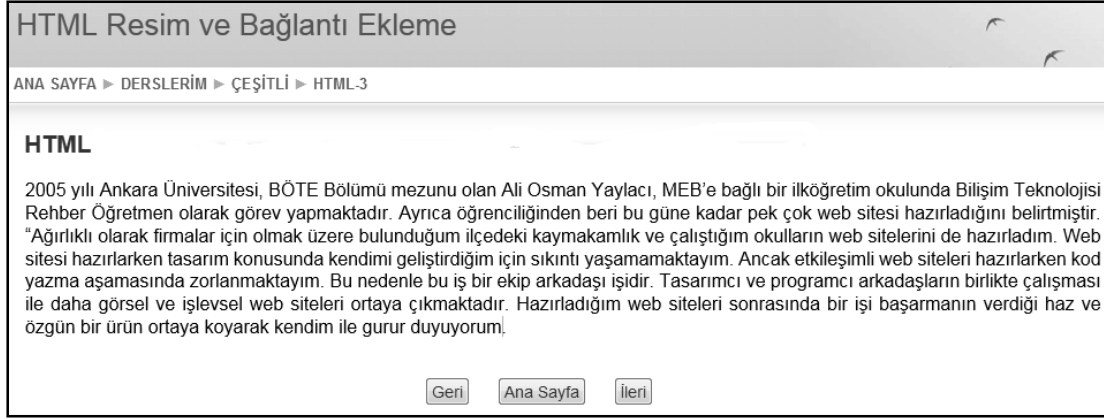 HTML Resim ve Bağlantı Ekleme
ANA SAYFA ► DERSLERİM ► ÇEŞİTLİ ► HTML-3
HTML
2005 yılı Ankara Üniversitesi, BÖTE Bölümü mezunu olan Ali Osman Yaylacı, MEB’e bağlı bir ilköğretim okulunda Bilişim Teknolojisi
Rehber Öğretmen olarak görev yapmaktadır. Ayrıca öğrenciliğinden beri bu güne kadar pek çok web sitesi hazırladığını belirtmiştir.
“Ağırlıklı olarak firmalar için olmak üzere bulunduğum ilçedeki kaymakamlık ve çalıştığım okulların web sitelerini de hazırladım. Web
sitesi hazırlarken tasarım konusunda kendimi geliştirdiğim için sıkıntı yaşamamaktayım. Ancak etkileşimli web siteleri hazırlarken kod
yazma aşamasında zorlanmaktayım. Bu nedenle bu iş bir ekip arkadaşı işidir. Tasarımcı ve programcı arkadaşların birlikte çalışması
ile daha görsel ve işlevsel web siteleri ortaya çıkmaktadır. Hazırladığım web siteleri sonrasında bir işi başarmanın verdiği haz ve
özgün bir ürün ortaya koyarak kendim ile gurur duyuyorum.
Geri Ana Sayfa İleri